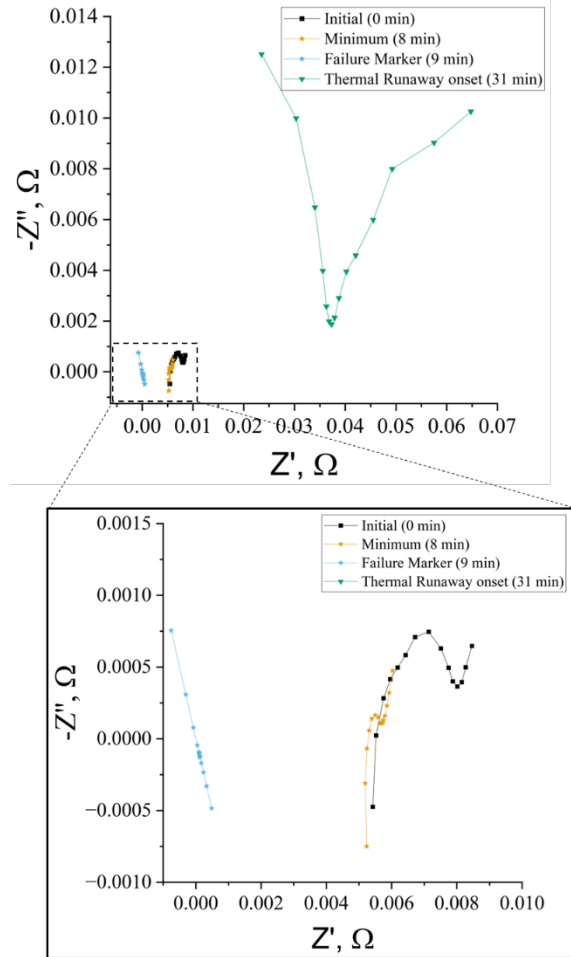 0.014
0.012
0.010
0.008
0.006
0.004
0.002
0.000
-Z", Ω
Initial (0 min)
Minimum (8 min)
Failure Marker (9 min)
Thermal Runaway onset (31 min)
0.00 0.01 0.02 0.03 0.04 0.05 0.06 0.07
Z', Ω
0.0015
0.0010
0.0005
0.0000
−0.0005
−0.0010
-Z", Ω
Initial (0 min)
Minimum (8 min)
Failure Marker (9 min)
Thermal Runaway onset (31 min)
0.000 0.002 0.004 0.006 0.008 0.010
Z', Ω